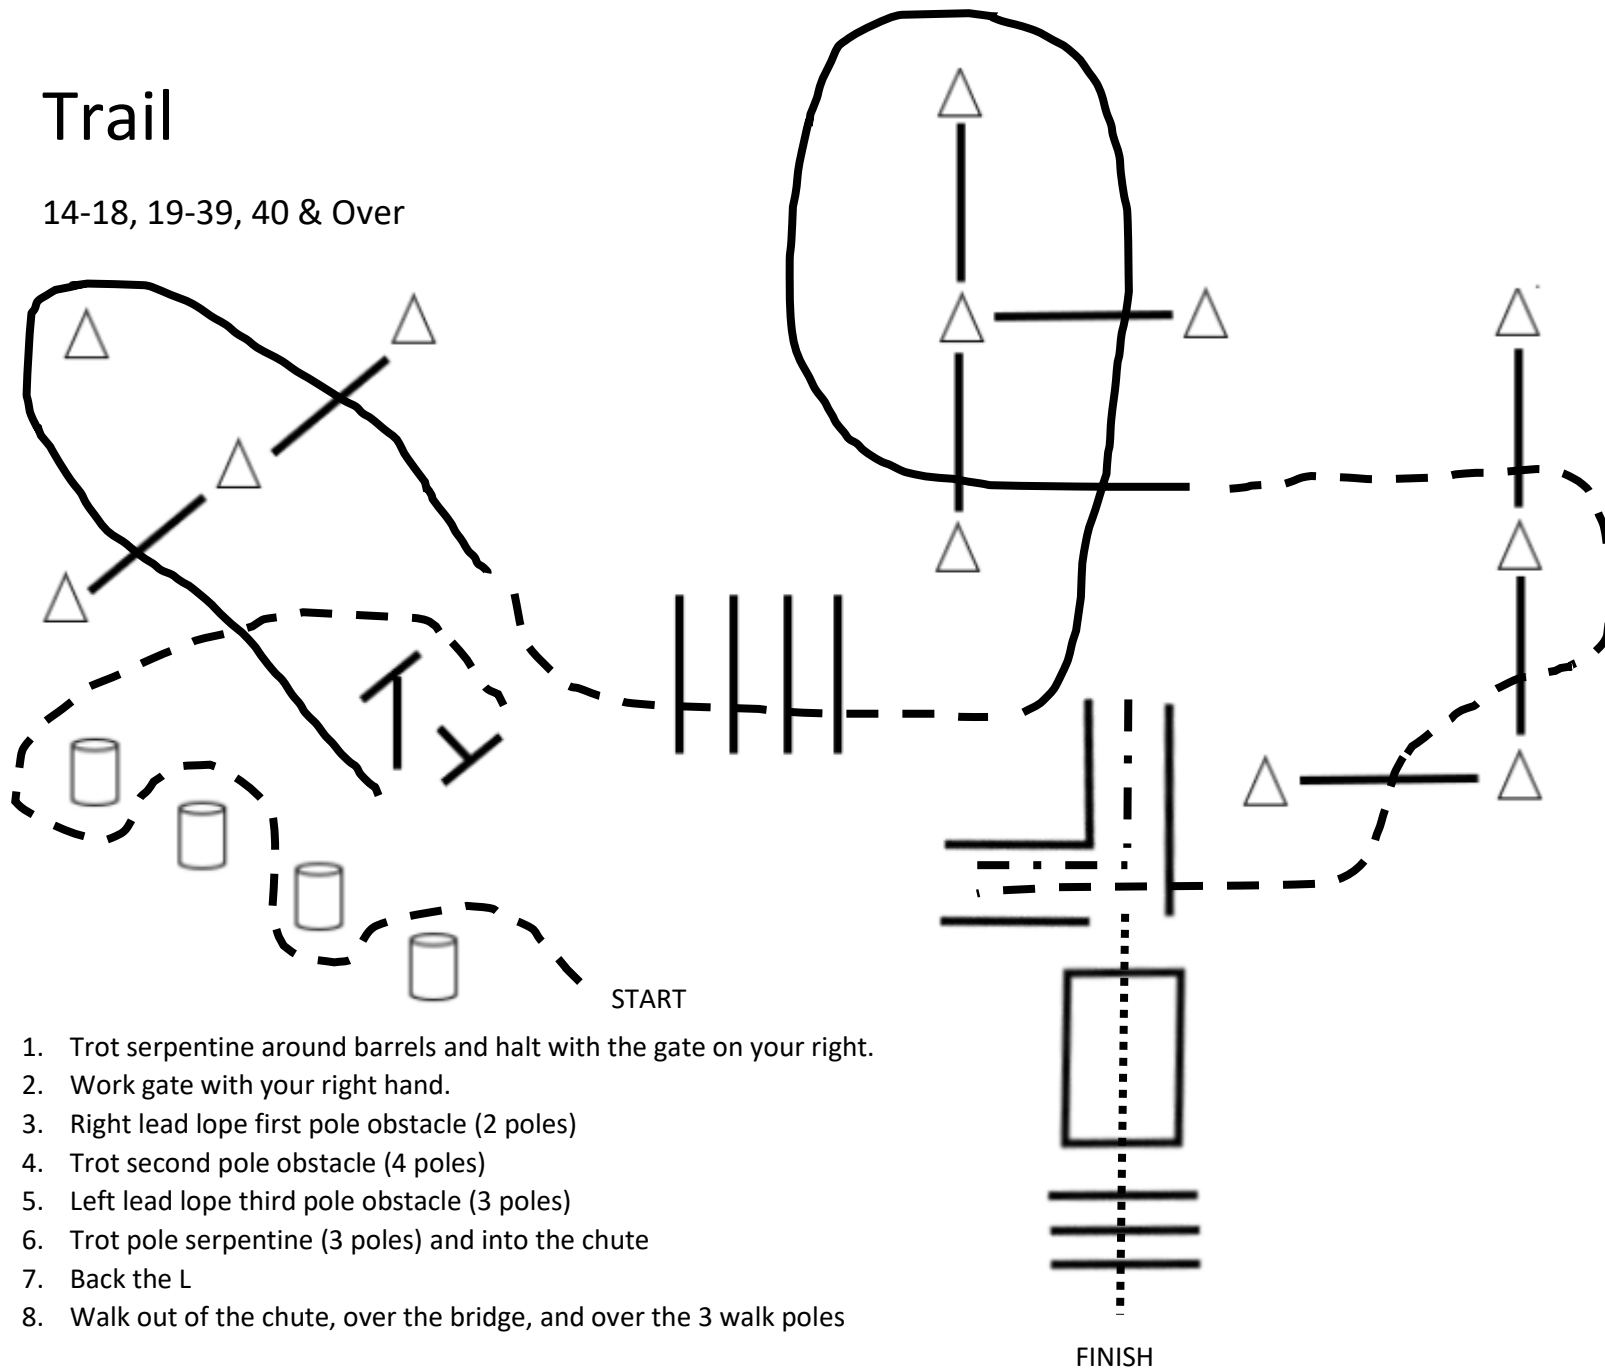 Trail
14-18, 19-39, 40 & Over
START
1. Trot serpentine around barrels and halt with the gate on your right.
2. Work gate with your right hand.
3. Right lead lope first pole obstacle (2 poles)
4. Trot second pole obstacle (4 poles)
5. Left lead lope third pole obstacle (3 poles)
6. Trot pole serpentine (3 poles) and into the chute
7. Back the L
8. Walk out of the chute, over the bridge, and over the 3 walk poles
FINISH